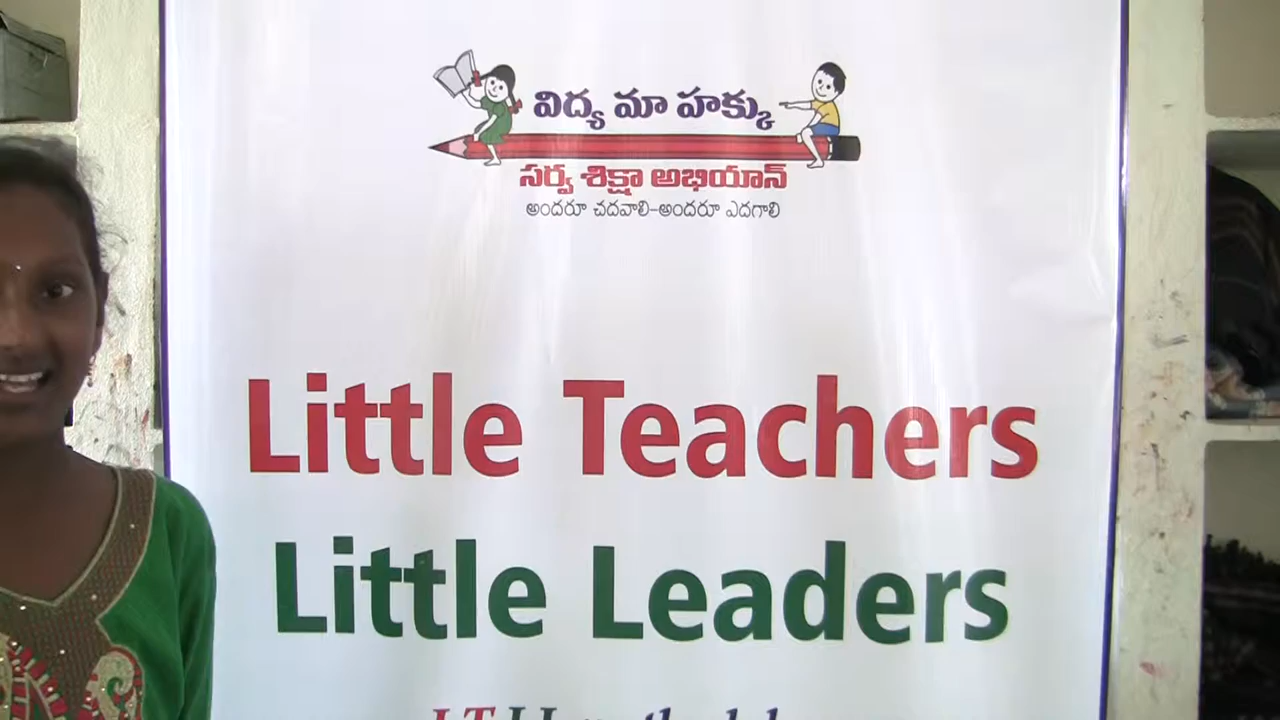 విద్య మా హక్కు
సర్వ శిక్షా అభియాన్
అందరూ చదవాలి-అందరూ ఎదగాలి
Little Teachers
Little Leaders